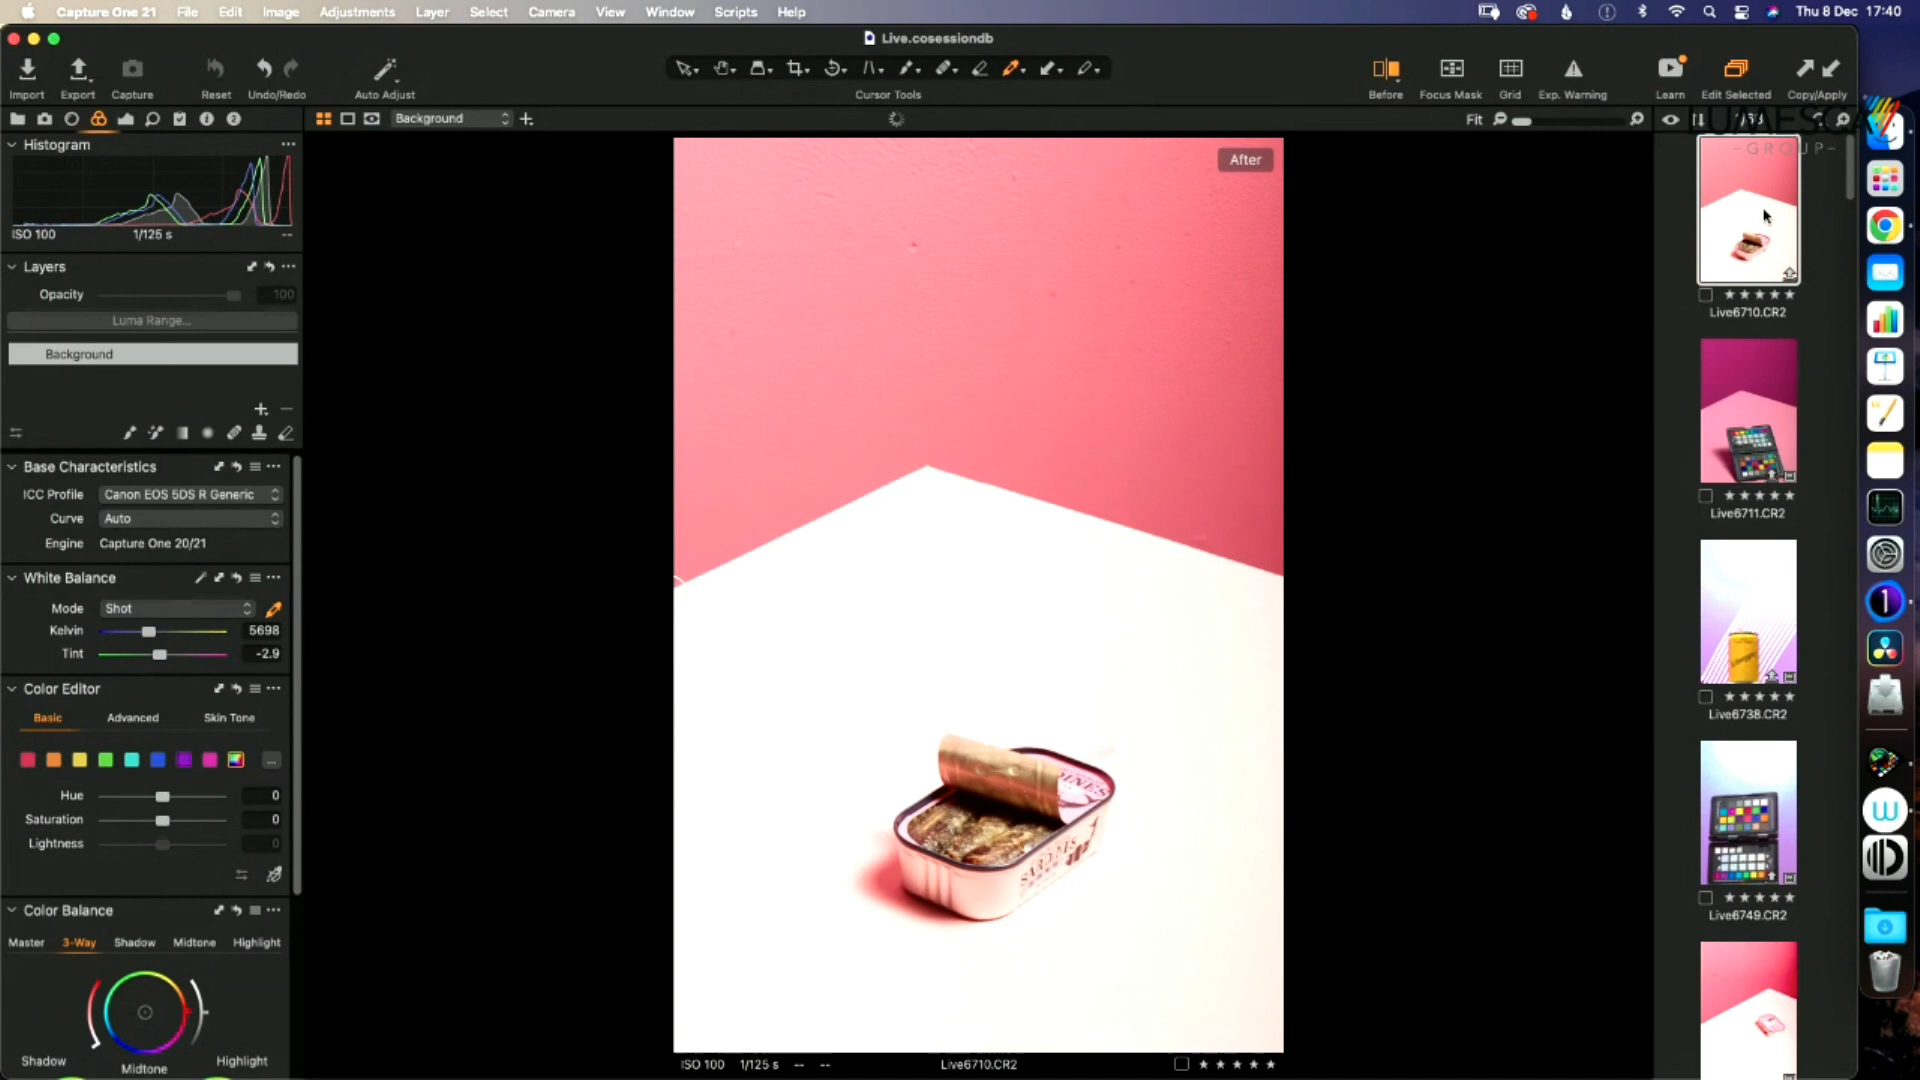 Capture One 21 File Edit Image Adjustments Layer Select Camera View Window Scripts Help Thu 8 Dec 17:40
Live.cosessiondb
Import Export Capture Reset Undo/Redo Auto Adjust Cursor Tools Before Focus Mask Grid Exp. Warning Learn Edit Selected Copy/Apply
Background Fit
- GROUP -
Histogram
ISO 100 1/125 s --
Layers
Opacity 100
Luma Range...
Background
Base Characteristics
ICC Profile Canon EOS 5DS R Generic
Curve Auto
Engine Capture One 20/21
White Balance
Mode Shot
Kelvin 5698
Tint -2.9
Color Editor
Basic Advanced Skin Tone
Hue 0
Saturation 0
Lightness 0
Color Balance
Master 3-Way Shadow Midtone Highlight
Shadow Highlight
Midtone
After
ISO 100 1/125 s -- -- Live6710.CR2
Live6710.CR2
Live6711.CR2
Live6738.CR2
Live6749.CR2